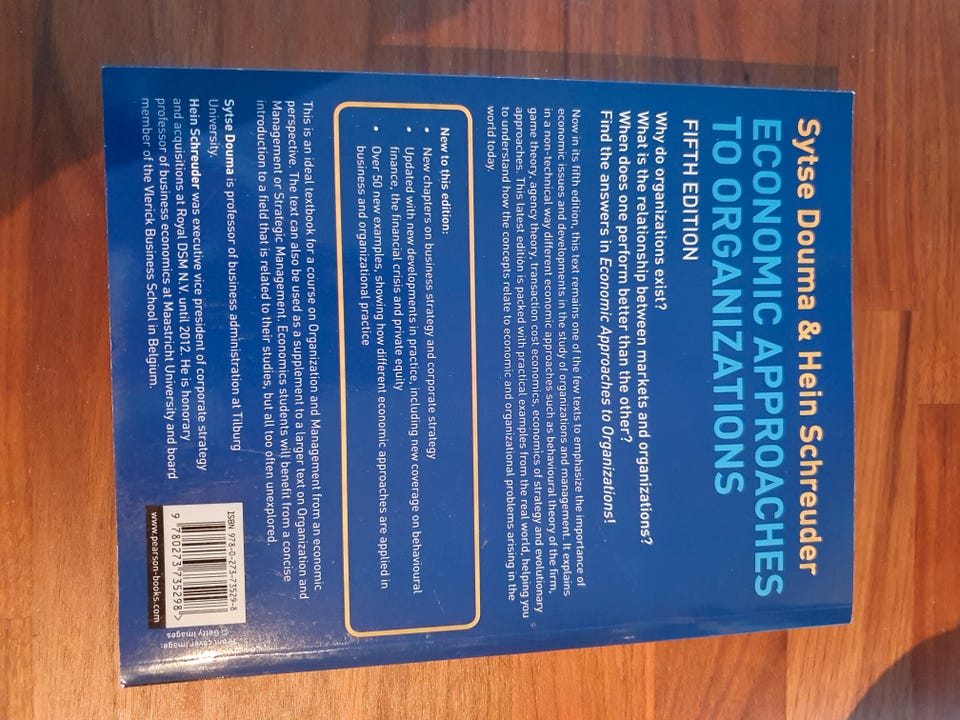 Sytse Douma & Hein Schreuder
ECONOMIC APPROACHES
TO ORGANIZATIONS
FIFTH EDITION
Why do organizations exist?
What is the relationship between markets and organizations?
When does one perform better than the other?
Find the answers in Economic Approaches to Organizations!
Now in its fifth edition, this text remains one of the few texts to emphasize the importance of
economic issues and developments in the study of organizations and management. It explains
in a non-technical way different economic approaches such as behavioural theory of the firm,
game theory, agency theory, transaction cost economics, economics of strategy and evolutionary
approaches. This latest edition is packed with practical examples from the real world, helping you
to understand how the concepts relate to economic and organizational problems arising in the
world today.
New to this edition:
• New chapters on business strategy and corporate strategy
• Updated with new developments in practice, including new coverage on behavioural
finance, the financial crisis and private equity
• Over 50 new examples, showing how different economic approaches are applied in
business and organizational practice
This is an ideal textbook for a course on Organization and Management from an economic
perspective. The text can also be used as a supplement to a larger text on Organization and
Management or Strategic Management. Economics students will benefit from a concise
introduction to a field that is related to their studies, but all too often unexplored.
Sytse Douma is professor of business administration at Tilburg
University.
Hein Schreuder was executive vice president of corporate strategy
and acquisitions at Royal DSM N.V. until 2012. He is honorary
professor of business economics at Maastricht University and board
member of the Vlerick Business School in Belgium.
ISBN 978-0-273-73529-8
9 780273 735298 >
www.pearson-books.com
Front cover image:
© Getty Images